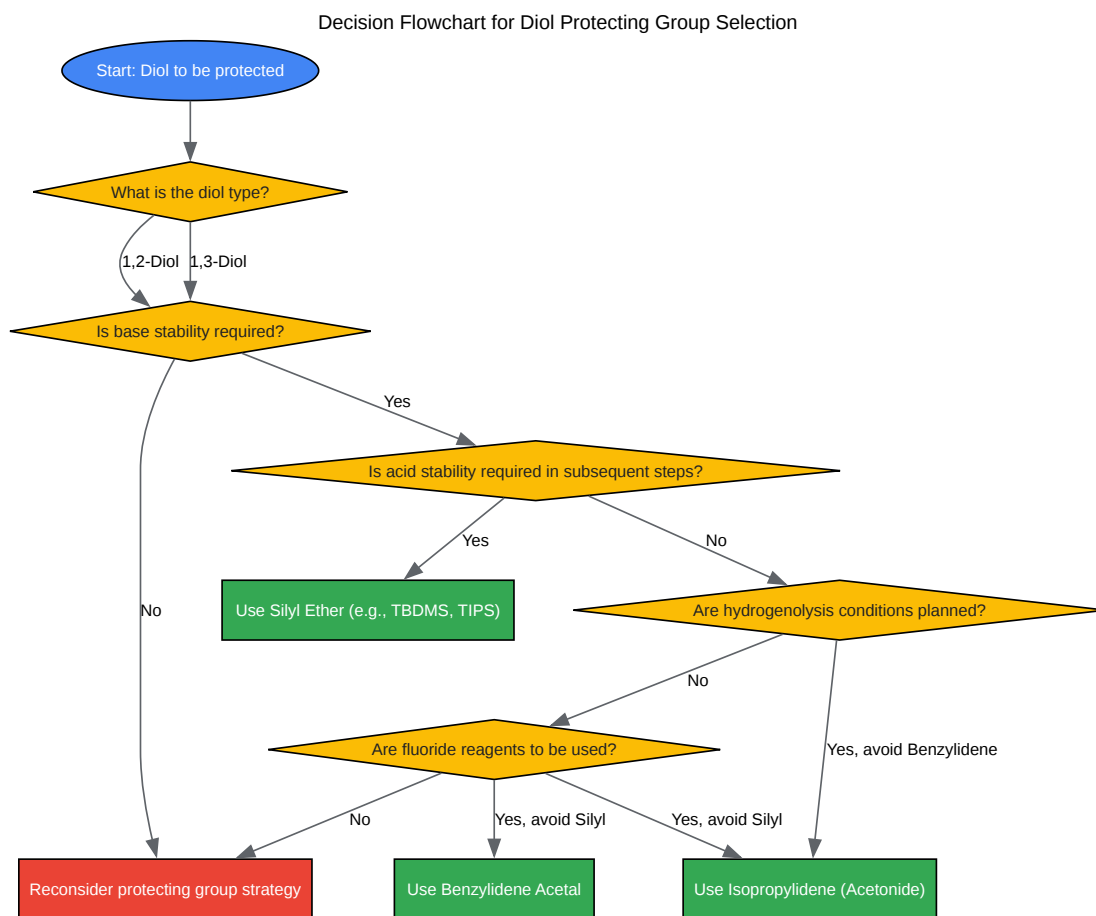 Decision Flowchart for Diol Protecting Group Selection
Start: Diol to be protected
What is the diol type?
1,2-Diol
1,3-Diol
Is base stability required?
Yes
Is acid stability required in subsequent steps?
Yes
No
No
Use Silyl Ether (e.g., TBDMS, TIPS)
Are hydrogenolysis conditions planned?
No
Are fluoride reagents to be used?
Yes, avoid Benzylidene
No
Yes, avoid Silyl
Yes, avoid Silyl
Reconsider protecting group strategy
Use Benzylidene Acetal
Use Isopropylidene (Acetonide)